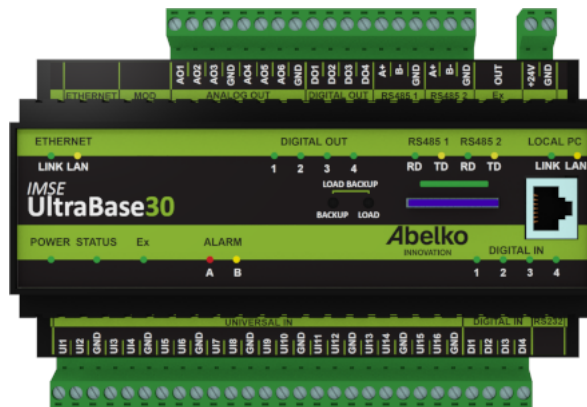 AO1 AO2 AO3 GND AO4 AO5 AO6 GND DO1 DO2 DO3 DO4 A+ B- GND A+ B- GND OUT +24V GND
ETHERNET MOD ANALOG OUT DIGITAL OUT RS485 1 RS485 2 Ex
ETHERNET DIGITAL OUT RS485 1 RS485 2 LOCAL PC
LINK LAN 1 2 3 4 RD TD RD TD LINK LAN
IMSE
UltraBase30
LOAD BACKUP
BACKUP LOAD
Abelko
INNOVATION
POWER STATUS Ex ALARM DIGITAL IN
A B 1 2 3 4
UNIVERSAL IN DIGITAL IN RS232
UI1 UI2 GND UI3 UI4 GND UI5 UI6 GND UI7 UI8 GND UI9 UI10 GND UI11 UI12 GND UI13 UI14 GND UI15 UI16 GND DI1 DI2 DI3 DI4